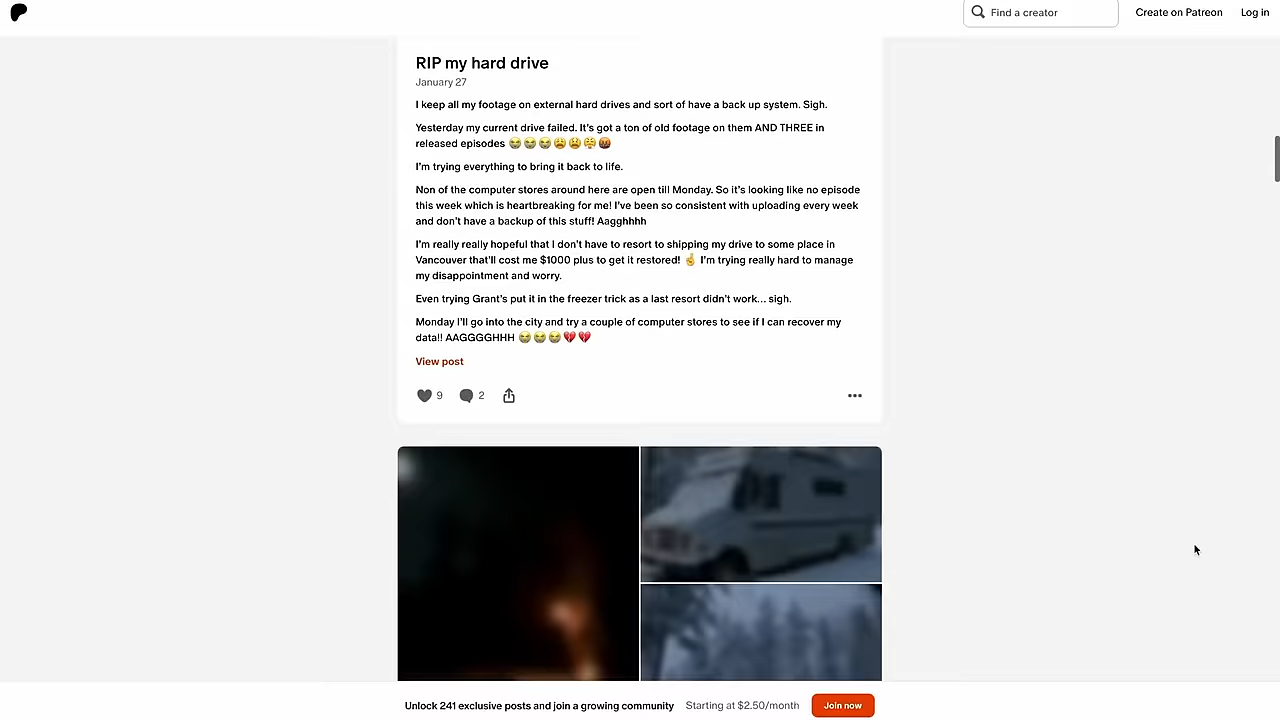 Find a creator
Create on Patreon
Log in
RIP my hard drive
January 27
I keep all my footage on external hard drives and sort of have a back up system. Sigh.
Yesterday my current drive failed. It's got a ton of old footage on them AND THREE in
released episodes 😭😭😭😩😫😤🤬
I'm trying everything to bring it back to life.
Non of the computer stores around here are open till Monday. So it's looking like no episode
this week which is heartbreaking for me! I've been so consistent with uploading every week
and don't have a backup of this stuff! Aagghhhh
I'm really really hopeful that I don't have to resort to shipping my drive to some place in
Vancouver that'll cost me $1000 plus to get it restored! 🤞 I'm trying really hard to manage
my disappointment and worry.
Even trying Grant's put it in the freezer trick as a last resort didn't work... sigh.
Monday I'll go into the city and try a couple of computer stores to see if I can recover my
data!! AAGGGGHHH 😭😭😭💔💔
View post
9
2
Unlock 241 exclusive posts and join a growing community
Starting at $2.50/month
Join now